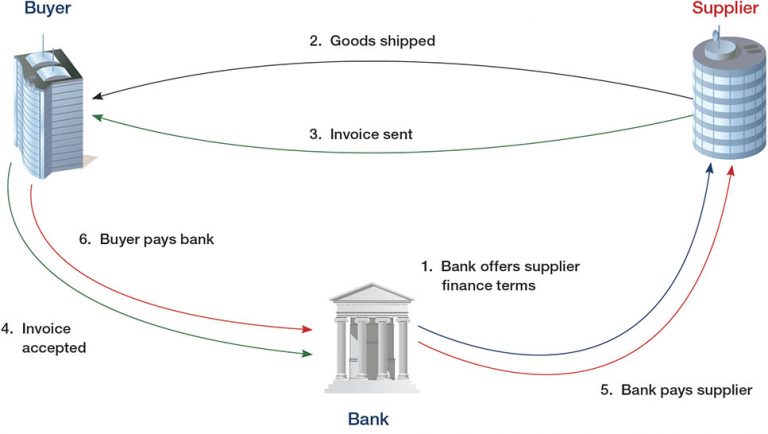 Buyer
Supplier
2. Goods shipped
3. Invoice sent
6. Buyer pays bank
1. Bank offers supplier
finance terms
4. Invoice
accepted
5. Bank pays supplier
Bank